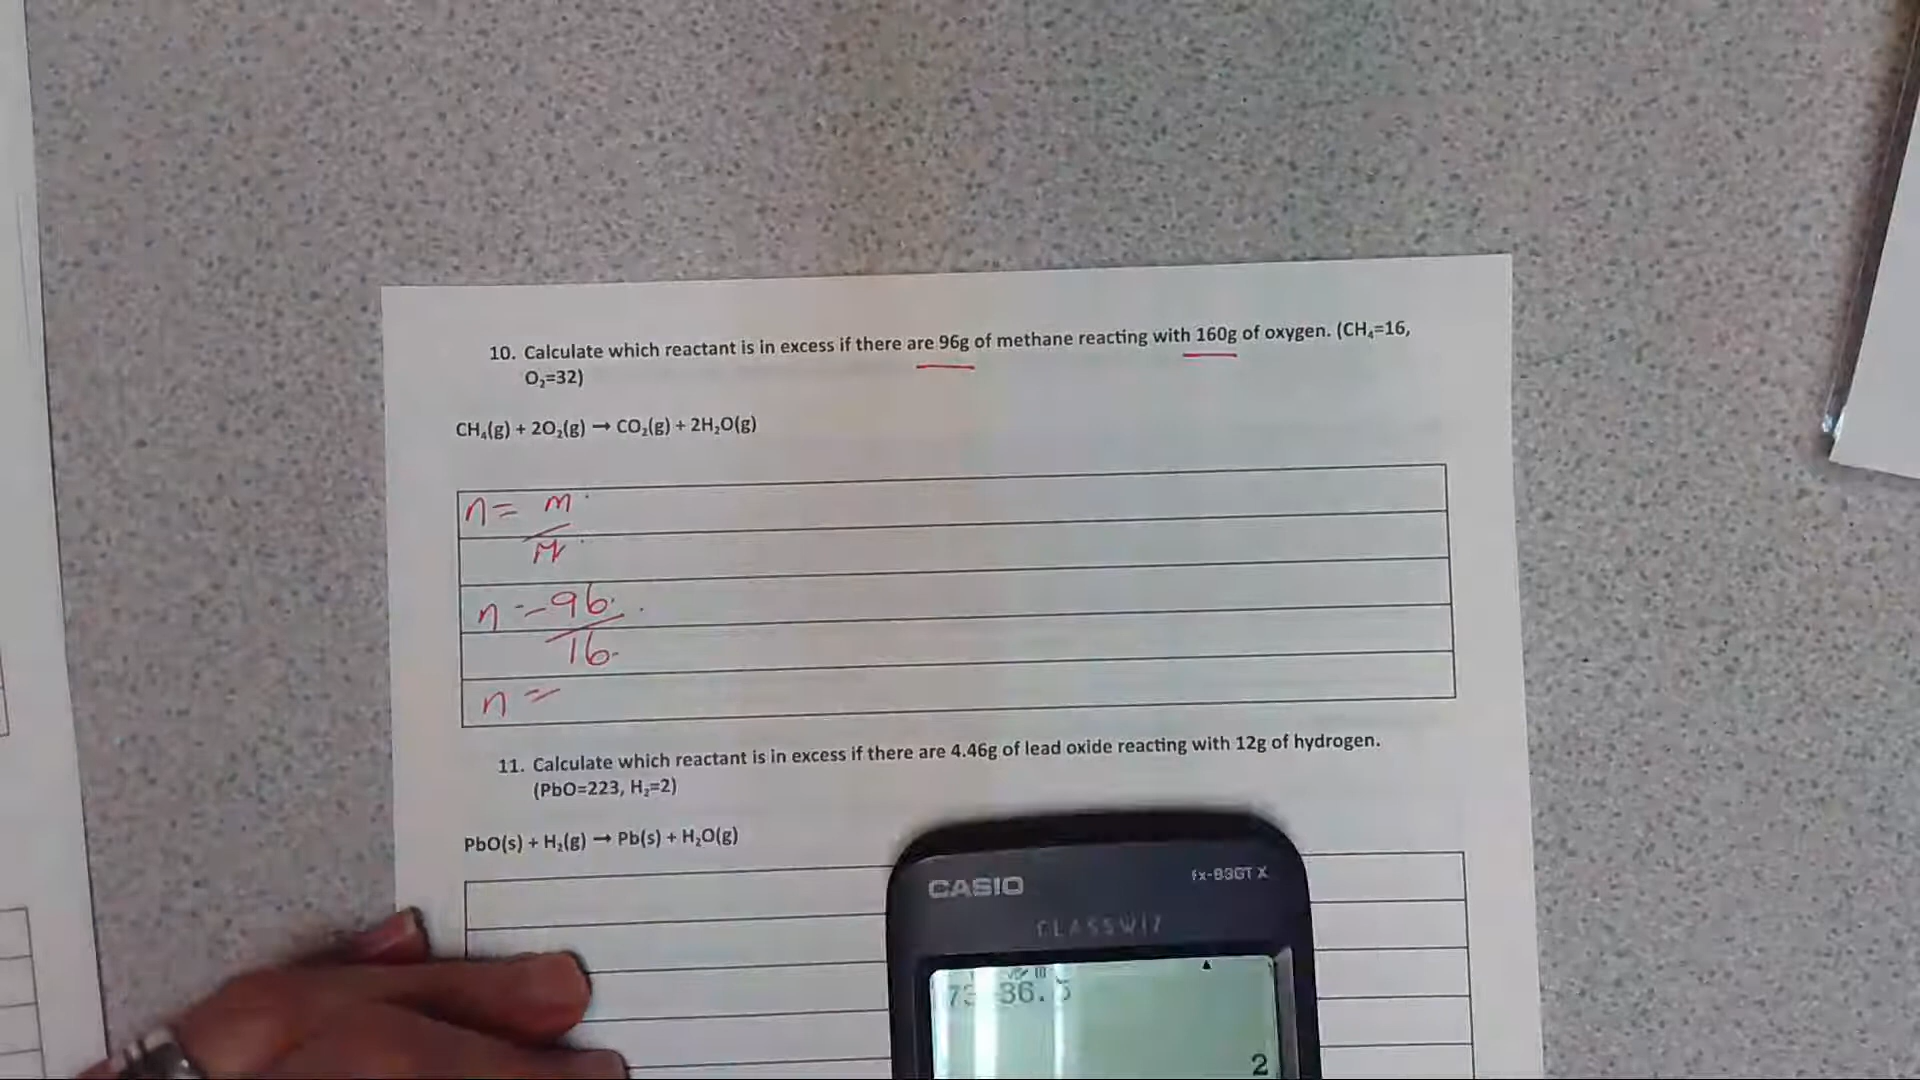 10. Calculate which reactant is in excess if there are 96g of methane reacting with 160g of oxygen. (CH₄=16,
O₂=32)
CH₄(g) + 2O₂(g) → CO₂(g) + 2H₂O(g)
n = m
M
n = 96
16
n =
11. Calculate which reactant is in excess if there are 4.46g of lead oxide reacting with 12g of hydrogen.
(PbO=223, H₂=2)
PbO(s) + H₂(g) → Pb(s) + H₂O(g)
CASIO
fx-83GT X
CLASSWIZ
36.5
2